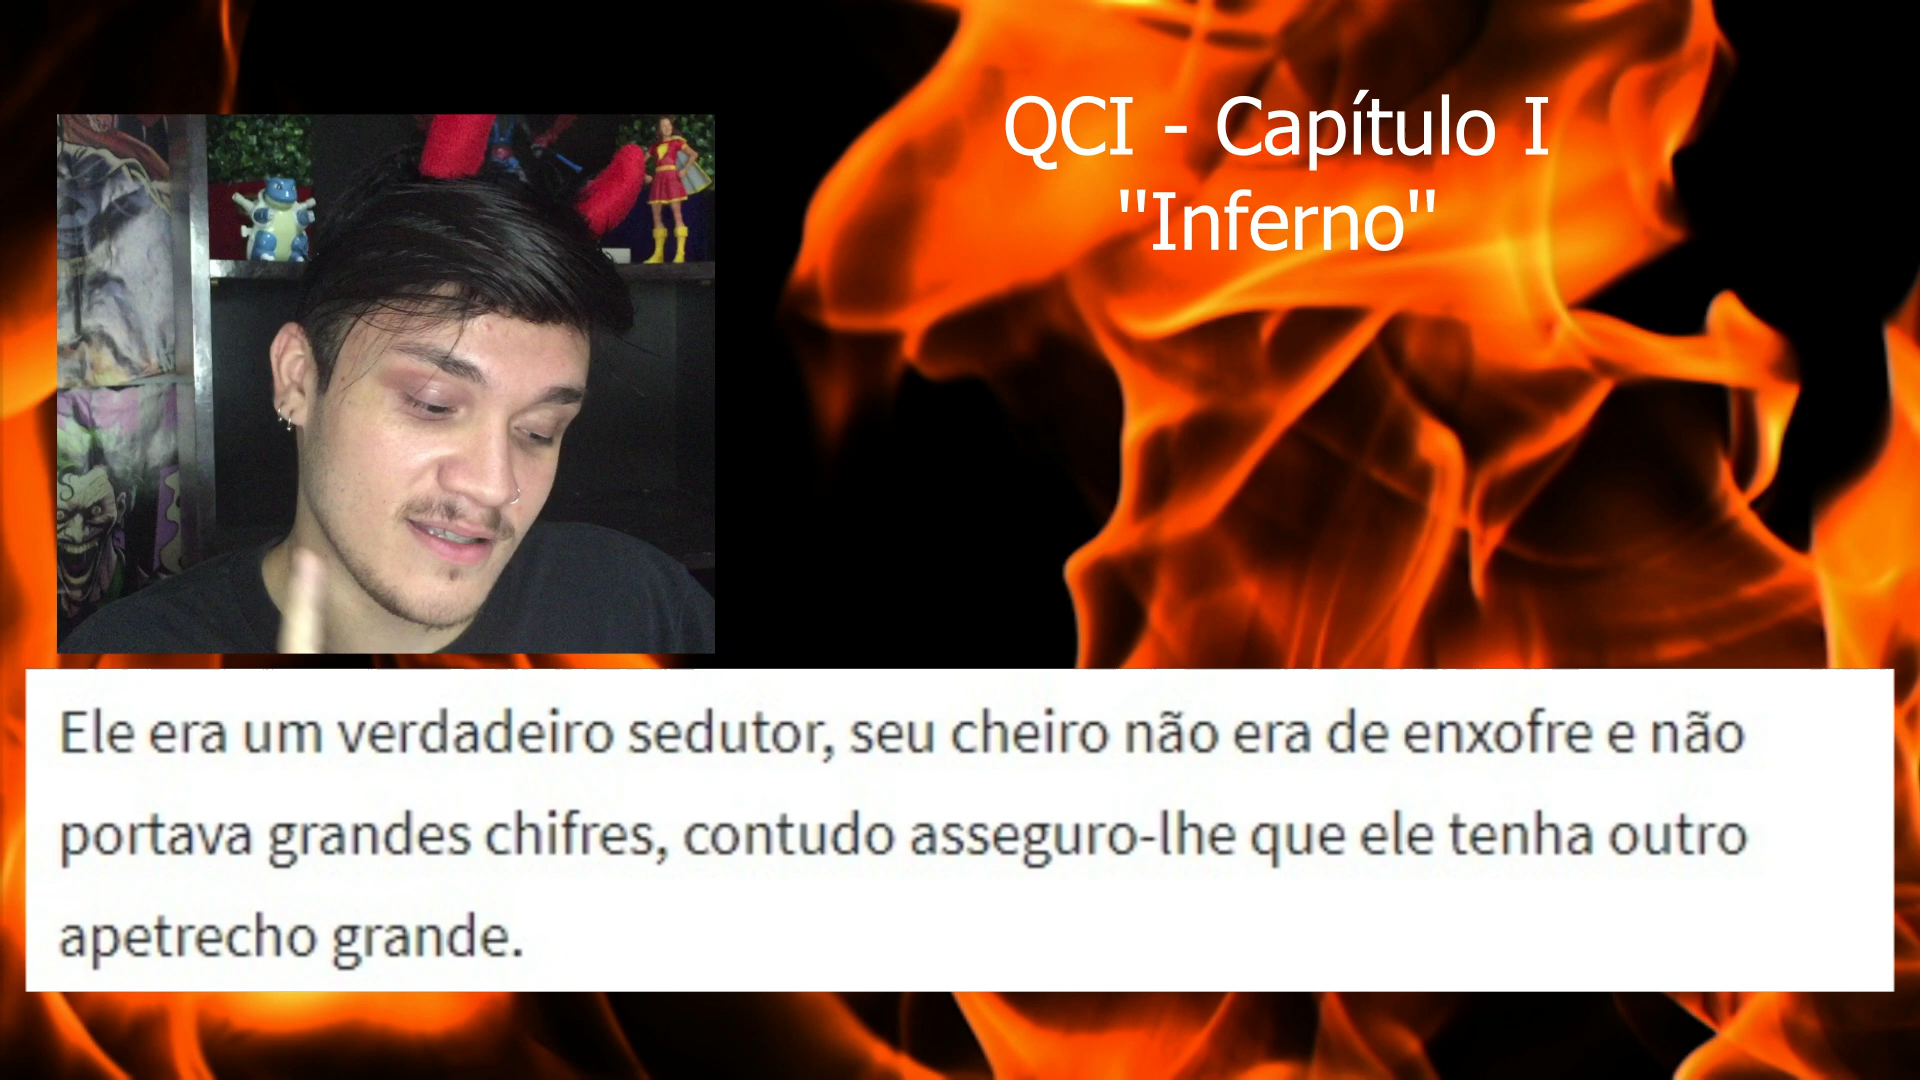 QCI - Capítulo I
"Inferno"
Ele era um verdadeiro sedutor, seu cheiro não era de enxofre e não
portava grandes chifres, contudo asseguro-lhe que ele tenha outro
apetrecho grande.